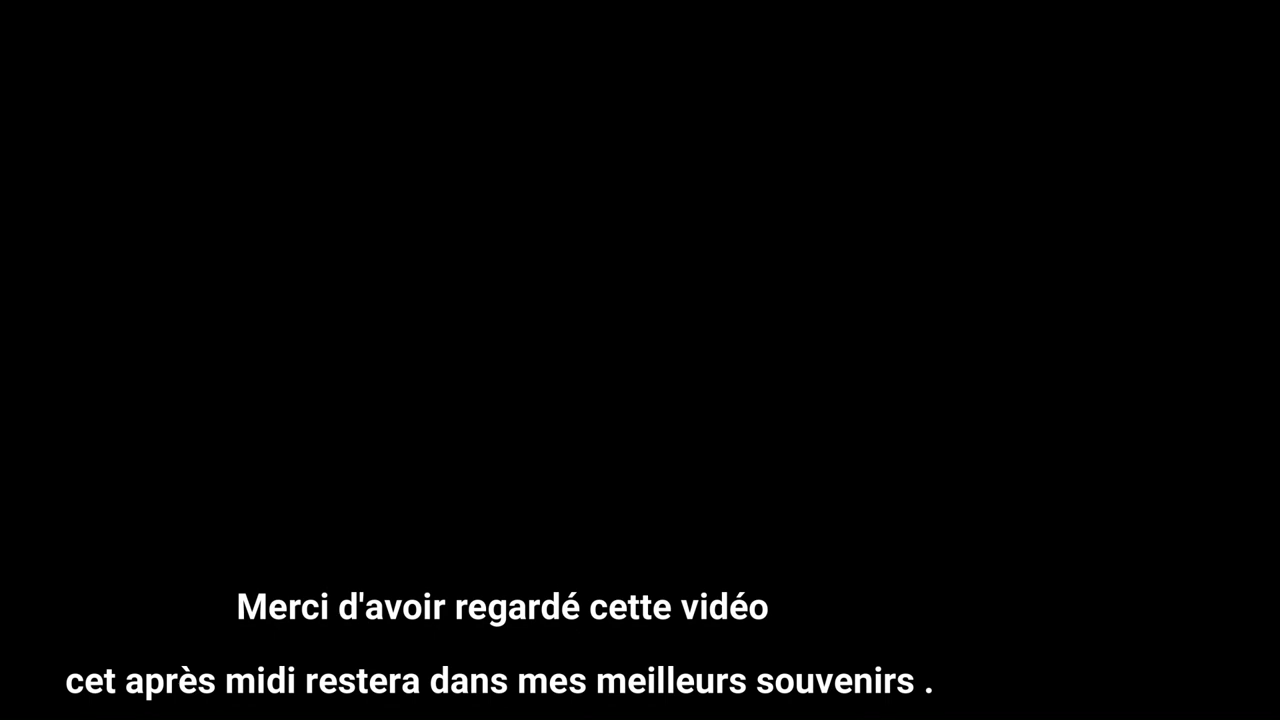 Merci d'avoir regardé cette vidéo
cet après midi restera dans mes meilleurs souvenirs .